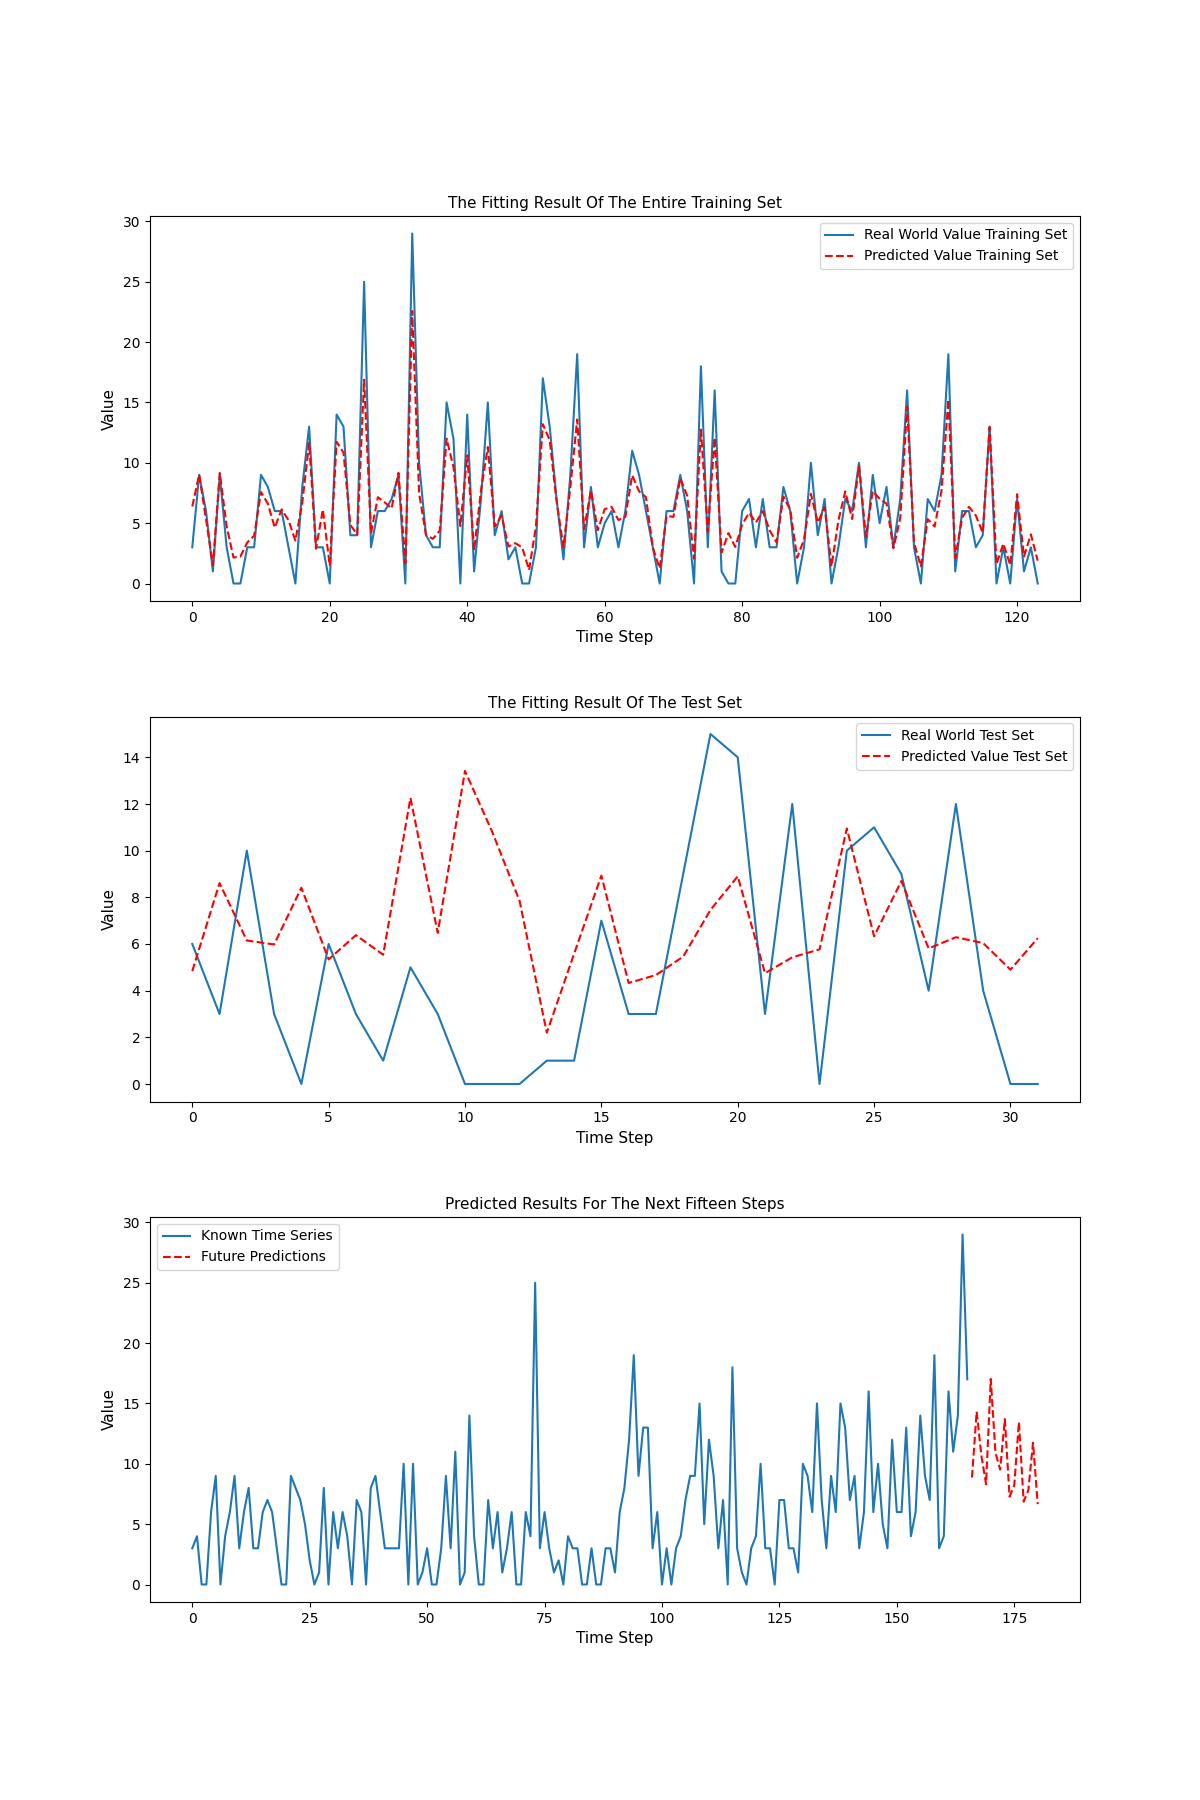 The Fitting Result Of The Entire Training Set
30
25
20
15
10
5
0
Value
Real World Value Training Set
Predicted Value Training Set
0 20 40 60 80 100 120
Time Step
The Fitting Result Of The Test Set
14
12
10
8
6
4
2
0
Value
Real World Test Set
Predicted Value Test Set
0 5 10 15 20 25 30
Time Step
Predicted Results For The Next Fifteen Steps
30
25
20
15
10
5
0
Value
Known Time Series
Future Predictions
0 25 50 75 100 125 150 175
Time Step